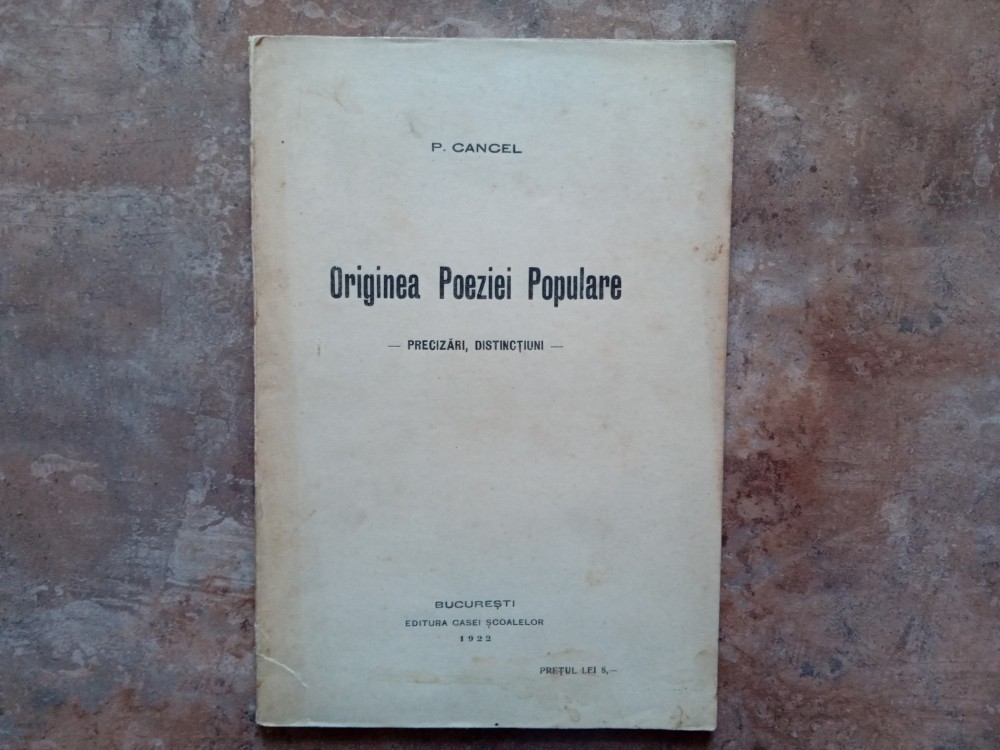 P. CANCEL
Originea Poeziei Populare
— PRECIZĂRI, DISTINCȚIUNI —
BUCUREȘTI
EDITURA CASEI ȘCOALELOR
1922
PREȚUL LEI 8,—